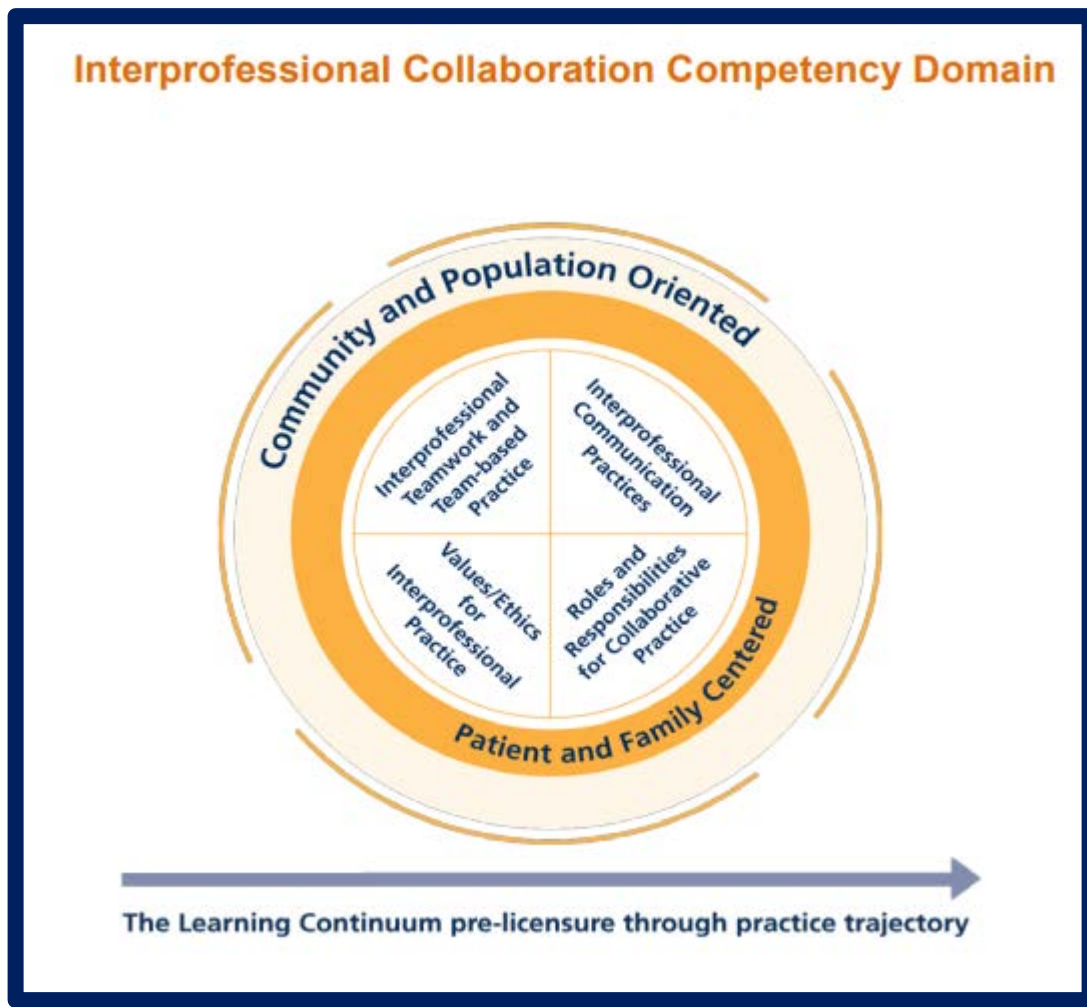 Interprofessional Collaboration Competency Domain
Community and Population Oriented
Interprofessional
Teamwork and
Team-based
Practice
Interprofessional
Communication
Practices
Values/Ethics
for
Interprofessional
Practice
Roles and
Responsibilities
for Collaborative
Practice
Patient and Family Centered
The Learning Continuum pre-licensure through practice trajectory